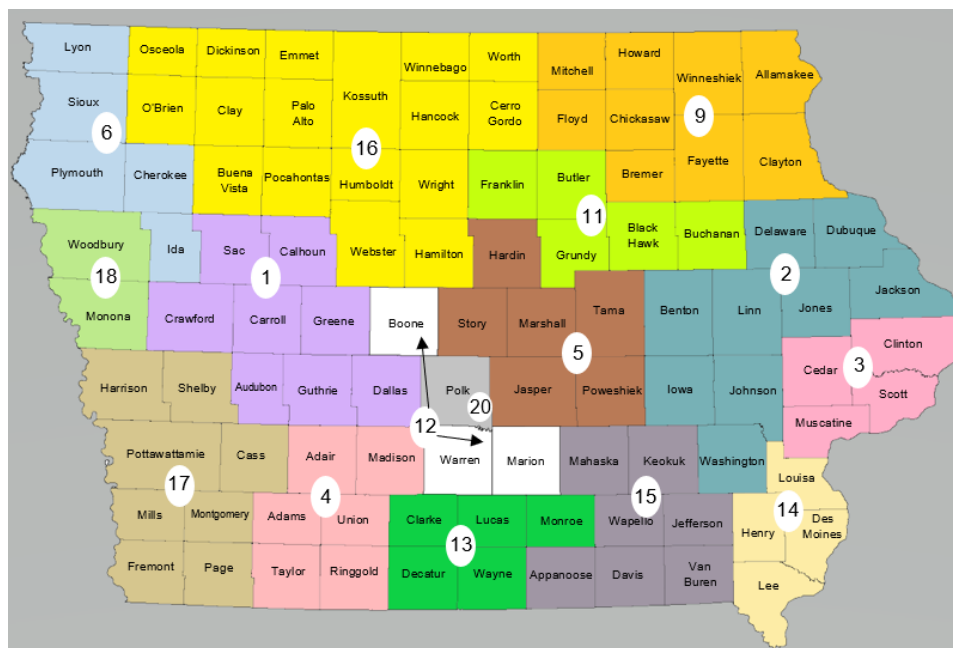 Lyon
Osceola
Dickinson
Emmet
Kossuth
Winnebago
Worth
Mitchell
Howard
Winneshiek
Allamakee
Sioux
O'Brien
Clay
Palo
Alto
Hancock
Cerro
Gordo
Floyd
Chickasaw
9
6
16
Plymouth
Cherokee
Buena
Vista
Pocahontas
Humboldt
Wright
Franklin
Butler
Bremer
Fayette
Clayton
11
Woodbury
Ida
Sac
Calhoun
Webster
Hamilton
Hardin
Grundy
Black
Hawk
Buchanan
Delaware
Dubuque
18
1
2
Monona
Crawford
Carroll
Greene
Boone
Story
Marshall
Tama
Benton
Linn
Jones
Jackson
5
Clinton
3
Cedar
Harrison
Shelby
Audubon
Guthrie
Dallas
Polk
20
Jasper
Poweshiek
Iowa
Johnson
Scott
Muscatine
12
Pottawattamie
Cass
Adair
Madison
Warren
Marion
Mahaska
Keokuk
Washington
Louisa
17
4
15
14
Mills
Montgomery
Adams
Union
Clarke
Lucas
Monroe
Wapello
Jefferson
Henry
Des
Moines
13
Fremont
Page
Taylor
Ringgold
Decatur
Wayne
Appanoose
Davis
Van
Buren
Lee